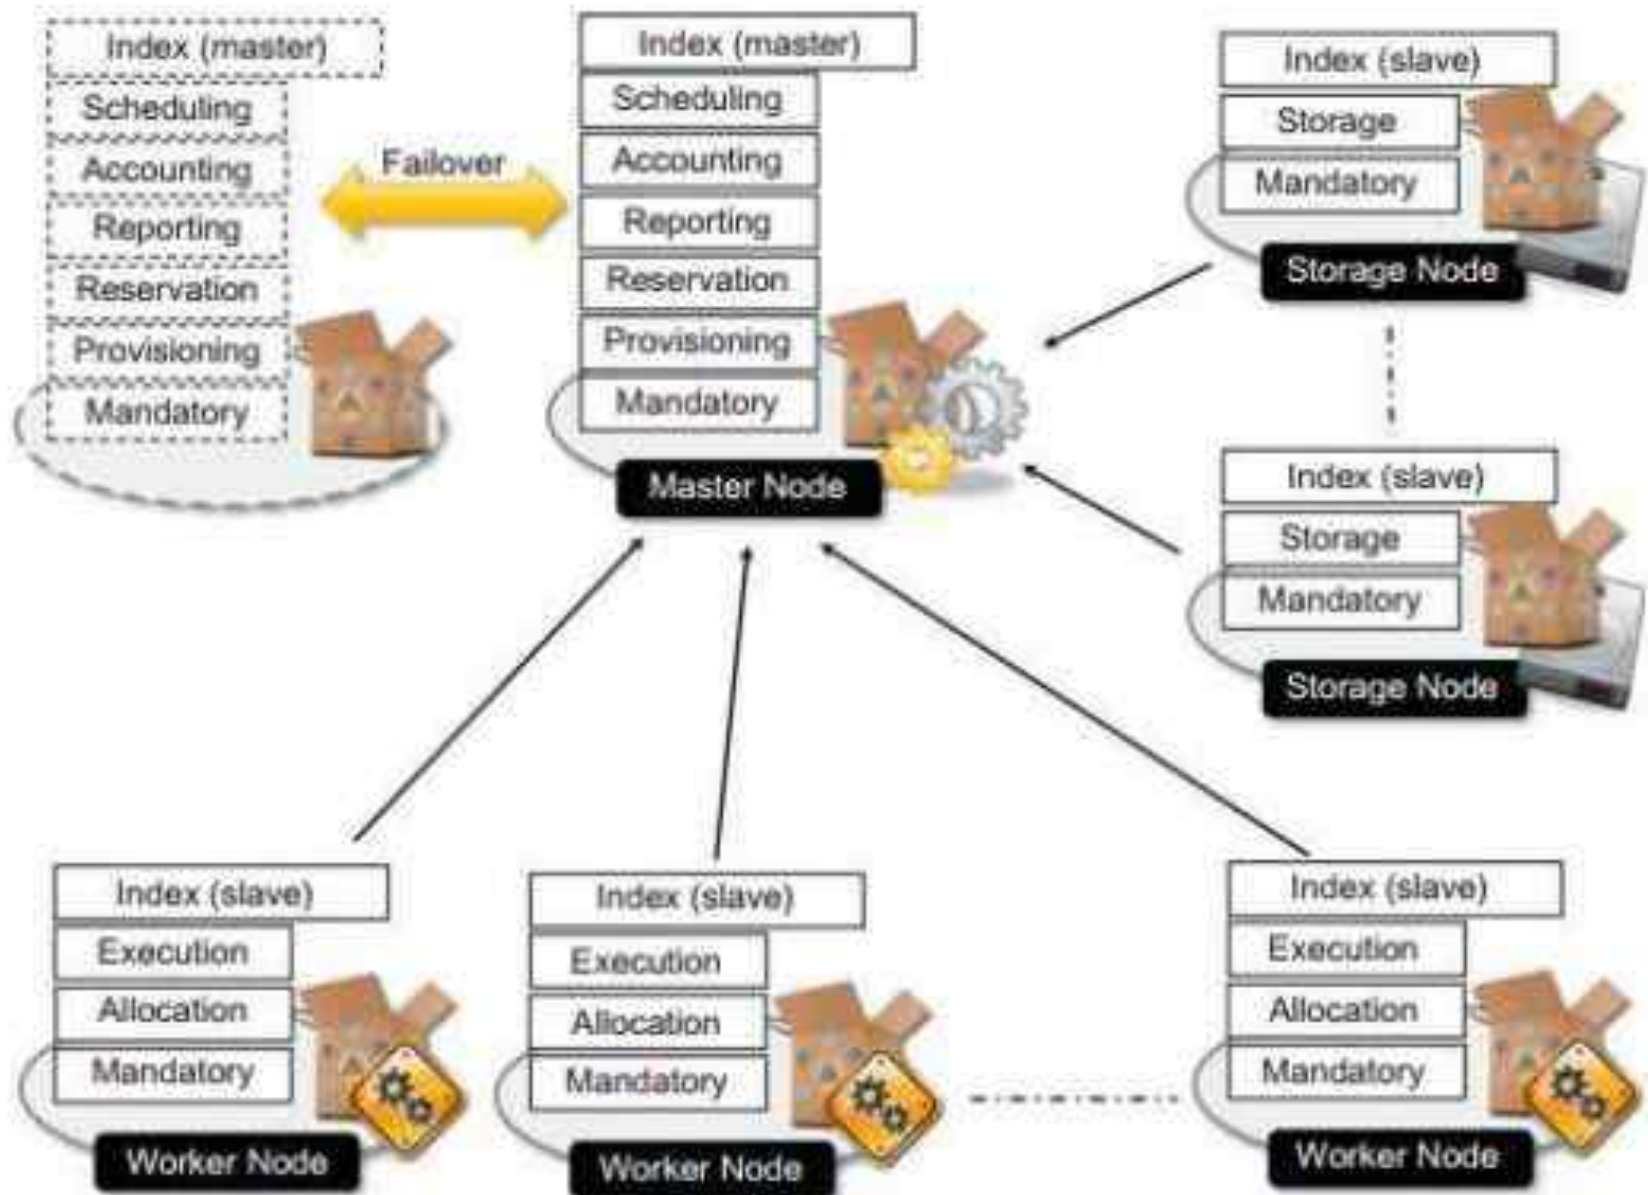 Index (master)
Scheduling
Accounting
Reporting
Reservation
Provisioning
Mandatory
Failover
Index (master)
Scheduling
Accounting
Reporting
Reservation
Provisioning
Mandatory
Master Node
Index (slave)
Storage
Mandatory
Storage Node
Index (slave)
Storage
Mandatory
Storage Node
Index (slave)
Execution
Allocation
Mandatory
Worker Node
Index (slave)
Execution
Allocation
Mandatory
Worker Node
Index (slave)
Execution
Allocation
Mandatory
Worker Node